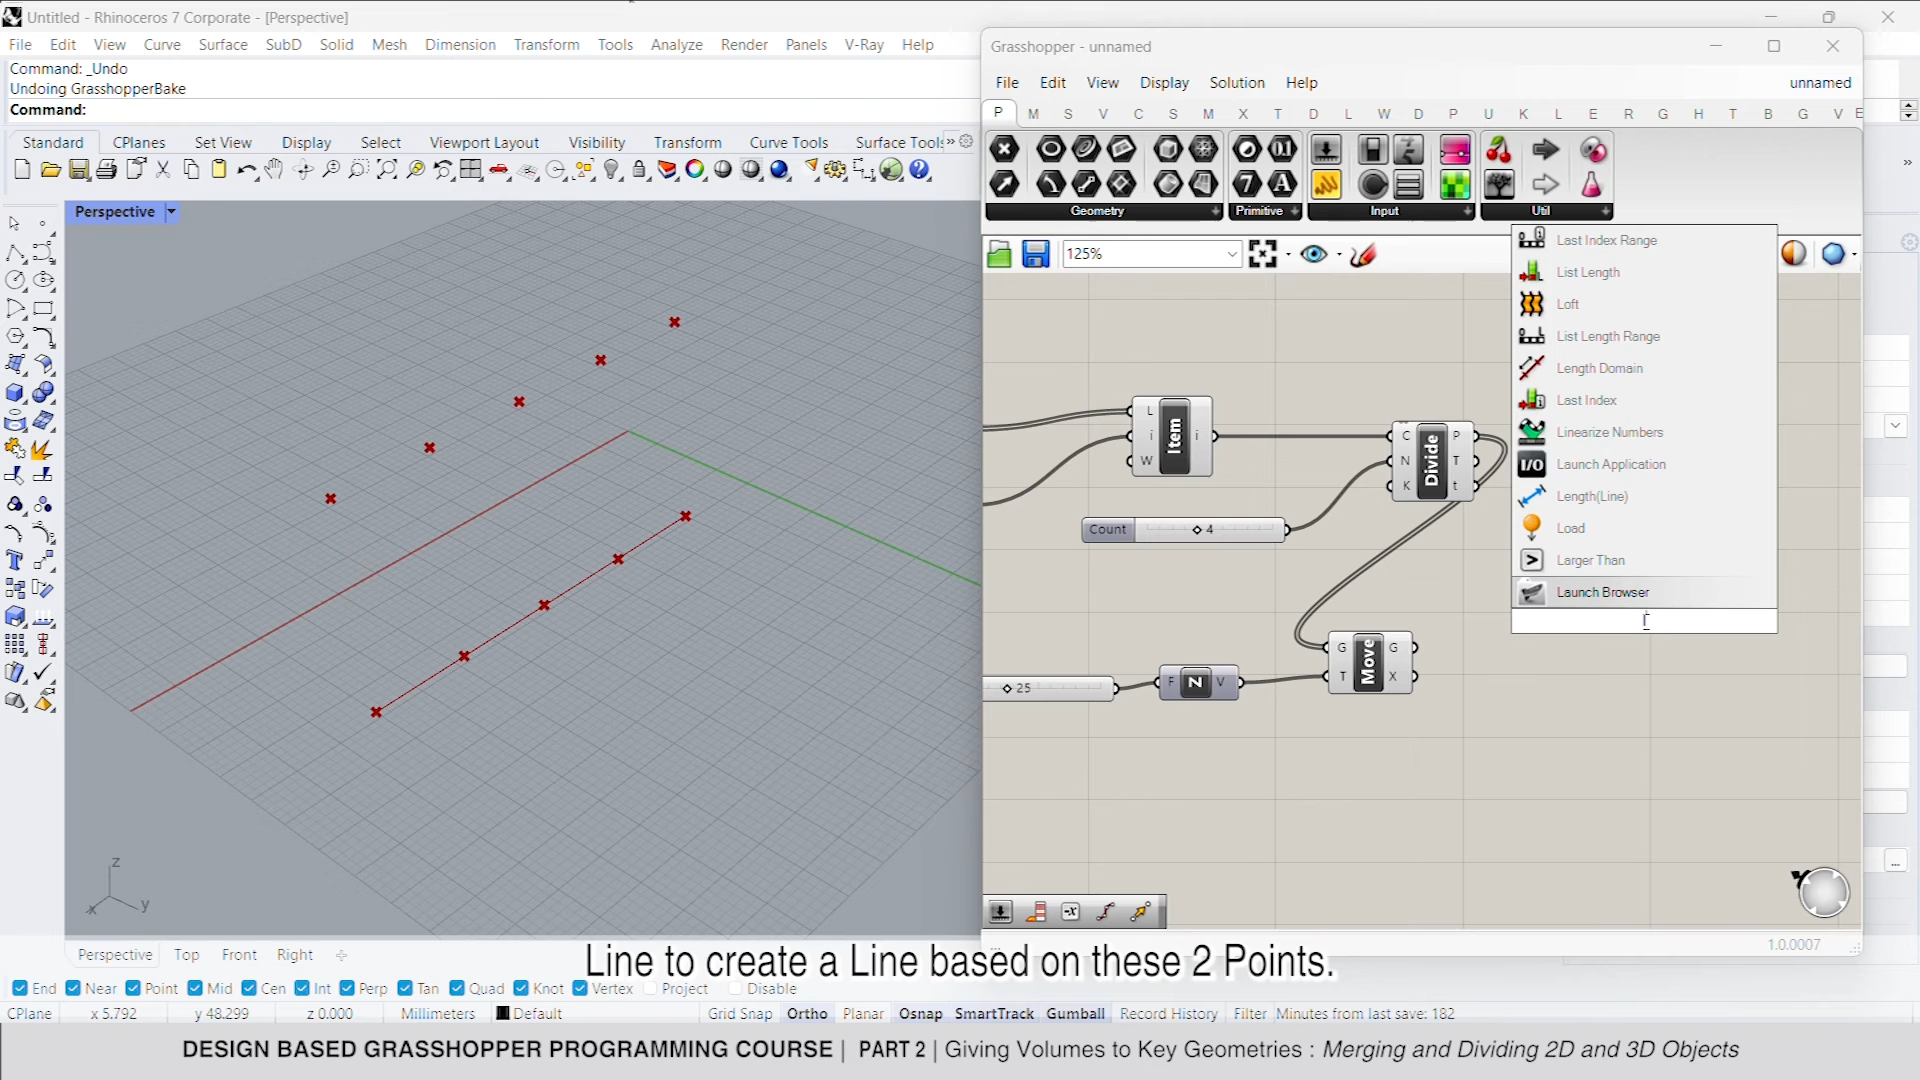 Untitled - Rhinoceros 7 Corporate - [Perspective]
File Edit View Curve Surface SubD Solid Mesh Dimension Transform Tools Analyze Render Panels V-Ray Help
Command: _Undo
Undoing GrasshopperBake
Command:
Standard CPlanes Set View Display Select Viewport Layout Visibility Transform Curve Tools Surface Tools »
Perspective
z
x y
Grasshopper - unnamed
File Edit View Display Solution Help unnamed
P M S V C S M X T D L W D P U K L E R G H T B G V E
Geometry Primitive Input Util
125%
Last Index Range
List Length
Loft
List Length Range
Length Domain
Last Index
Linearize Numbers
I/O Launch Application
Length(Line)
Load
> Larger Than
Launch Browser
l
L
i Item i
W
C P
N Divide T
K t
Count 4
G Move G
T X
25
F Z V
1.0.0007
Perspective Top Front Right
Line to create a Line based on these 2 Points.
End Near Point Mid Cen Int Perp Tan Quad Knot Vertex Project Disable
CPlane x 5.792 y 48.299 z 0.000 Millimeters Default Grid Snap Ortho Planar Osnap SmartTrack Gumball Record History Filter Minutes from last save: 182
DESIGN BASED GRASSHOPPER PROGRAMMING COURSE | PART 2 | Giving Volumes to Key Geometries : Merging and Dividing 2D and 3D Objects